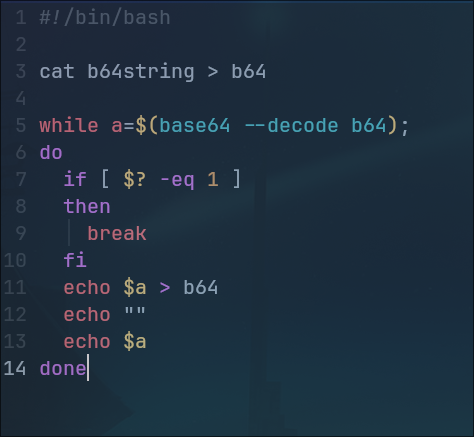 1 #!/bin/bash
2
3 cat b64string > b64
4
5 while a=$(base64 --decode b64);
6 do
7   if [ $? -eq 1 ]
8   then
9     break
10   fi
11   echo $a > b64
12   echo ""
13   echo $a
14 done